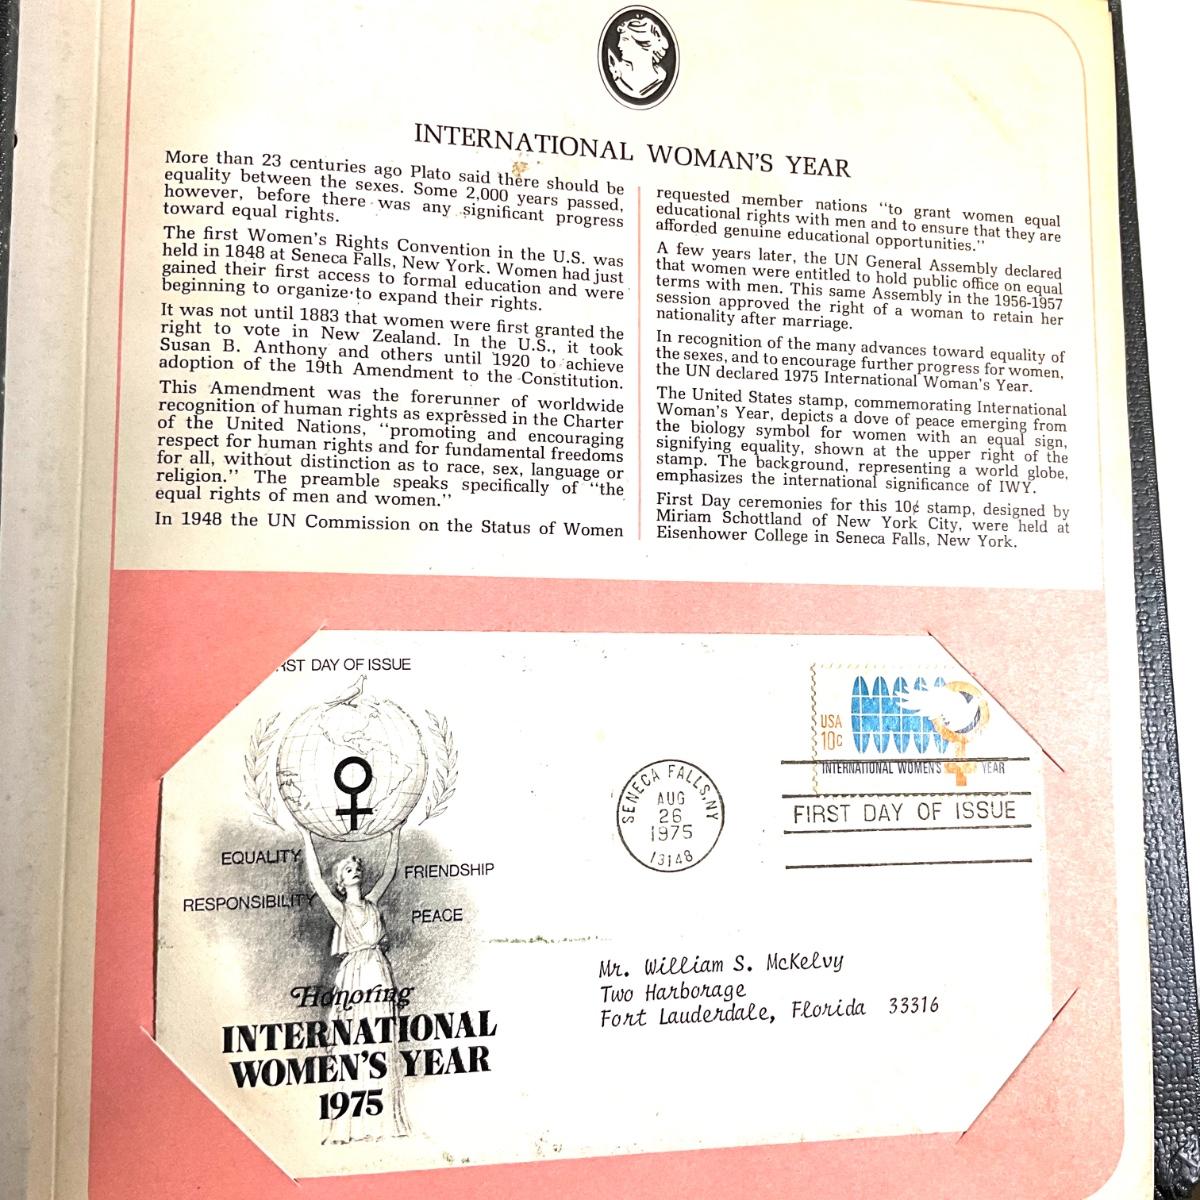 INTERNATIONAL WOMAN'S YEAR
More than 23 centuries ago Plato said there should be
equality between the sexes. Some 2,000 years passed,
however, before there was any significant progress
toward equal rights.
The first Women's Rights Convention in the U.S. was
held in 1848 at Seneca Falls, New York. Women had just
gained their first access to formal education and were
beginning to organize to expand their rights.
It was not until 1883 that women were first granted the
right to vote in New Zealand. In the U.S., it took
Susan B. Anthony and others until 1920 to achieve
adoption of the 19th Amendment to the Constitution.
This Amendment was the forerunner of worldwide
recognition of human rights as expressed in the Charter
of the United Nations, "promoting and encouraging
respect for human rights and for fundamental freedoms
for all, without distinction as to race, sex, language or
religion." The preamble speaks specifically of "the
equal rights of men and women."
In 1948 the UN Commission on the Status of Women
requested member nations "to grant women equal
educational rights with men and to ensure that they are
afforded genuine educational opportunities."
A few years later, the UN General Assembly declared
that women were entitled to hold public office on equal
terms with men. This same Assembly in the 1956-1957
session approved the right of a woman to retain her
nationality after marriage.
In recognition of the many advances toward equality of
the sexes, and to encourage further progress for women,
the UN declared 1975 International Woman's Year.
The United States stamp, commemorating International
Woman's Year, depicts a dove of peace emerging from
the biology symbol for women with an equal sign,
signifying equality, shown at the upper right of the
stamp. The background, representing a world globe,
emphasizes the international significance of IWY.
First Day ceremonies for this 10¢ stamp, designed by
Miriam Schottland of New York City, were held at
Eisenhower College in Seneca Falls, New York.
RST DAY OF ISSUE
EQUALITY
FRIENDSHIP
RESPONSIBILITY
PEACE
Honoring
INTERNATIONAL
WOMEN'S YEAR
1975
SENECA FALLS, NY
AUG
26
1975
13148
USA
10c
INTERNATIONAL WOMEN'S YEAR
FIRST DAY OF ISSUE
Mr. William S. McKelvy
Two Harborage
Fort Lauderdale, Florida 33316